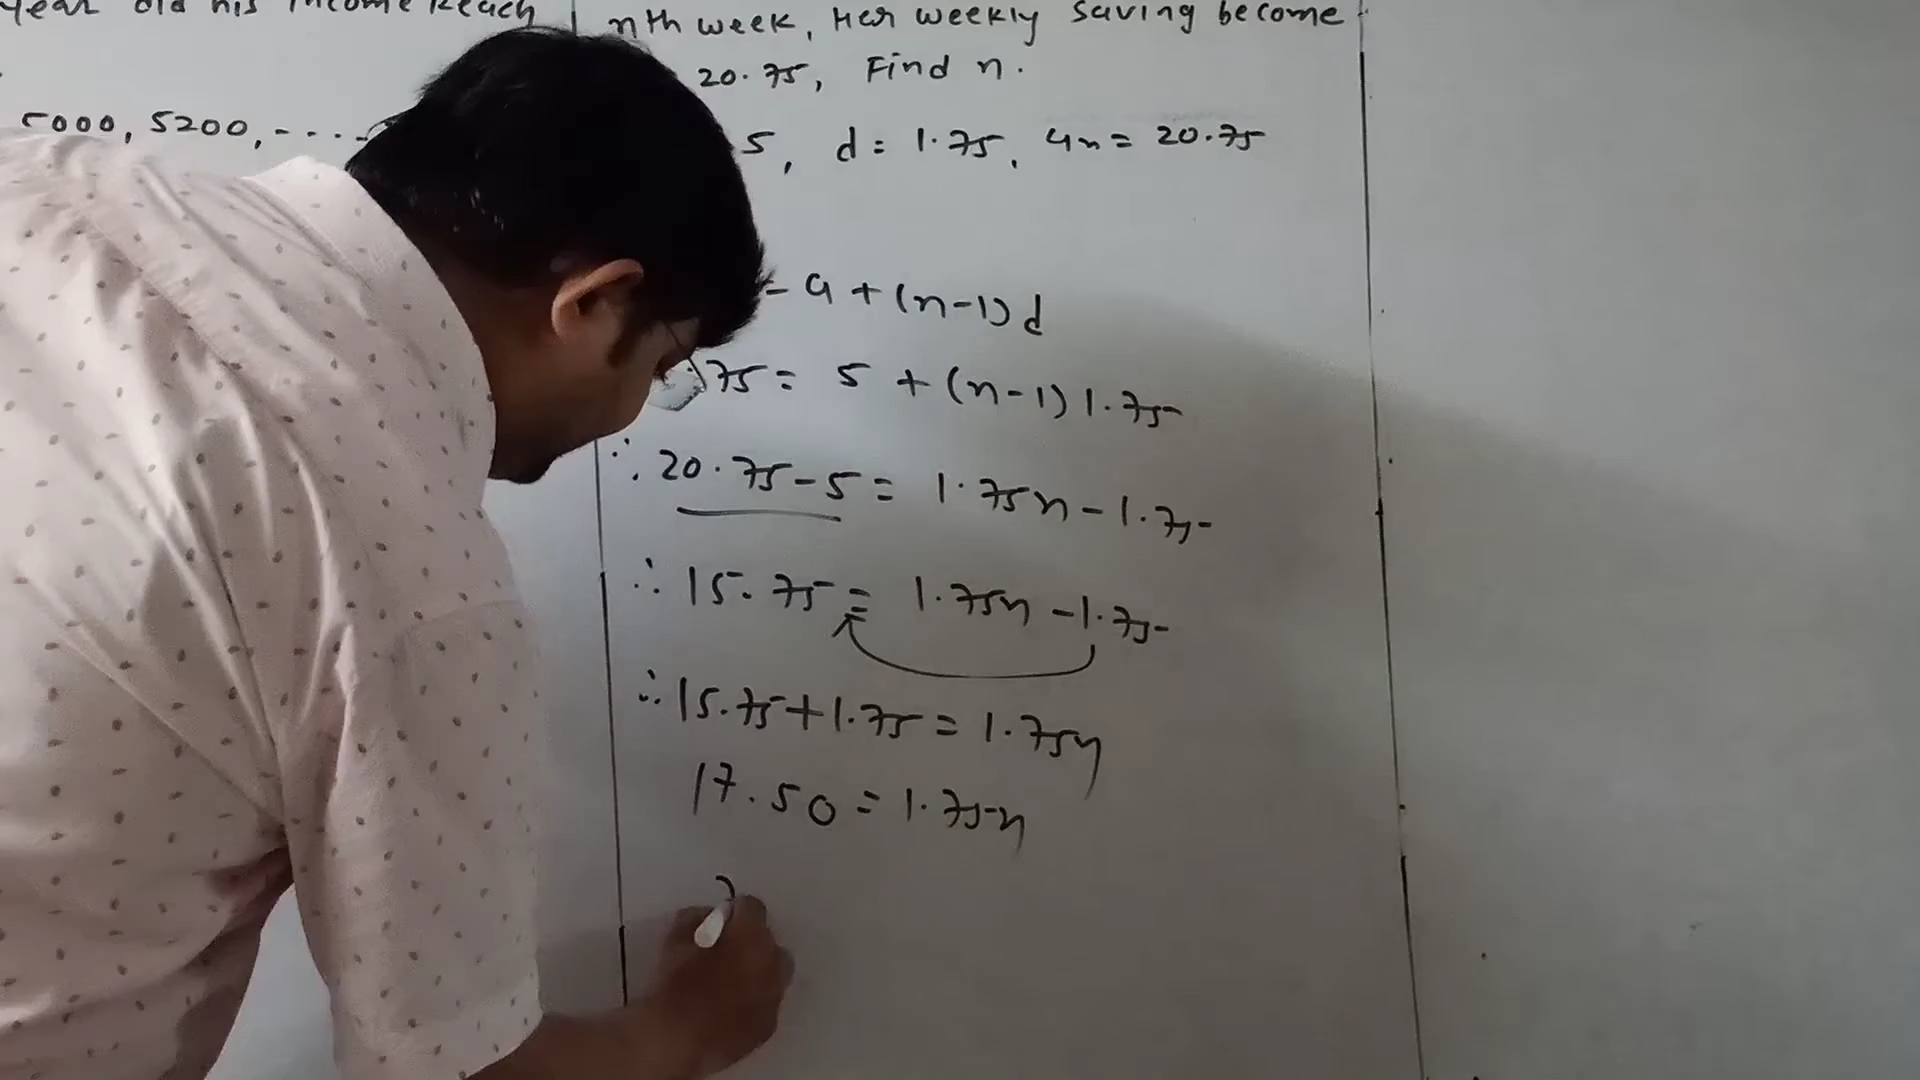 Year old his income Reach
5000, 5200, - - - -
nth week, Her weekly saving become
20.75, Find n.
5, d = 1.75, an = 20.75
= a + (n-1) d
.75 = 5 + (n-1) 1.75
∴ 20.75 - 5 = 1.75n - 1.75
∴ 15.75 = 1.75n - 1.75
∴ 15.75 + 1.75 = 1.75n
17.50 = 1.75n